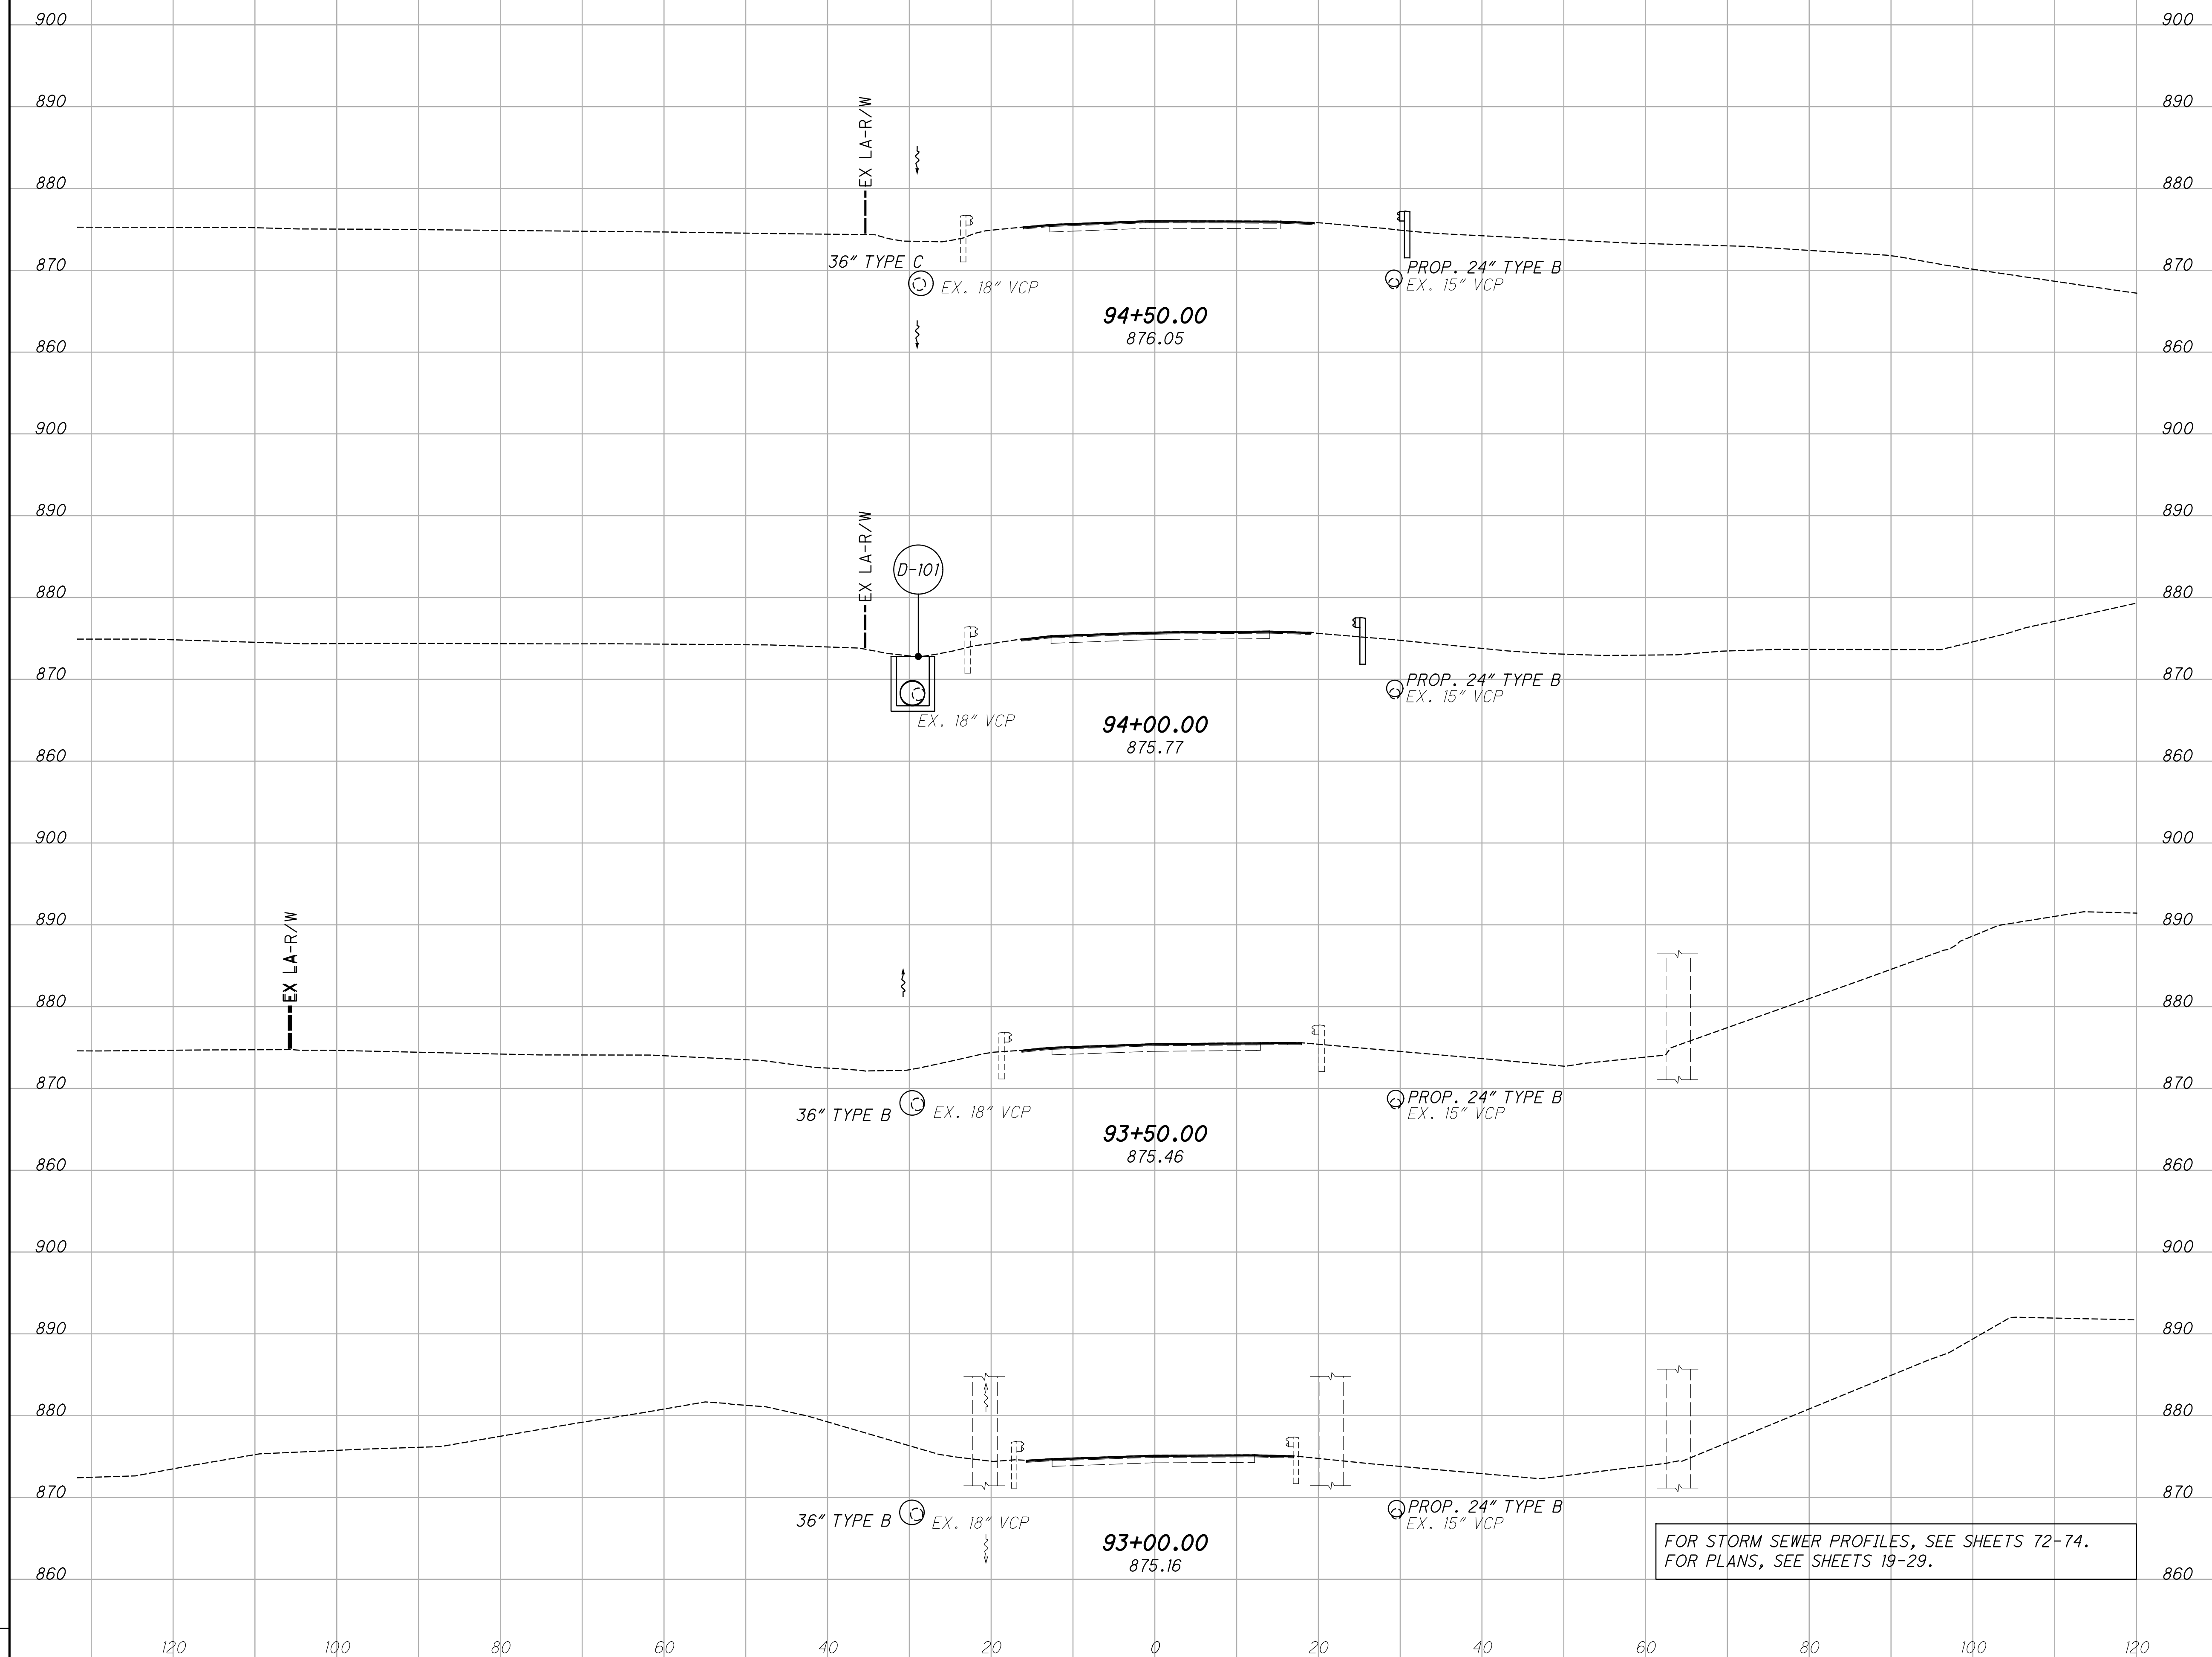 900 900
890 890
EX LA-R/W
880 880
870 870
36" TYPE C
EX. 18" VCP
PROP. 24" TYPE B
EX. 15" VCP
94+50.00
876.05
860 860
900 900
890 890
EX LA-R/W
D-101
880 880
870 870
EX. 18" VCP
PROP. 24" TYPE B
EX. 15" VCP
94+00.00
875.77
860 860
900 900
890 890
EX LA-R/W
880 880
870 870
36" TYPE B
EX. 18" VCP
PROP. 24" TYPE B
EX. 15" VCP
93+50.00
875.46
860 860
900 900
890 890
880 880
870 870
36" TYPE B
EX. 18" VCP
PROP. 24" TYPE B
EX. 15" VCP
93+00.00
875.16
FOR STORM SEWER PROFILES, SEE SHEETS 72-74.
FOR PLANS, SEE SHEETS 19-29.
860 860
120 100 80 60 40 20 0 20 40 60 80 100 120